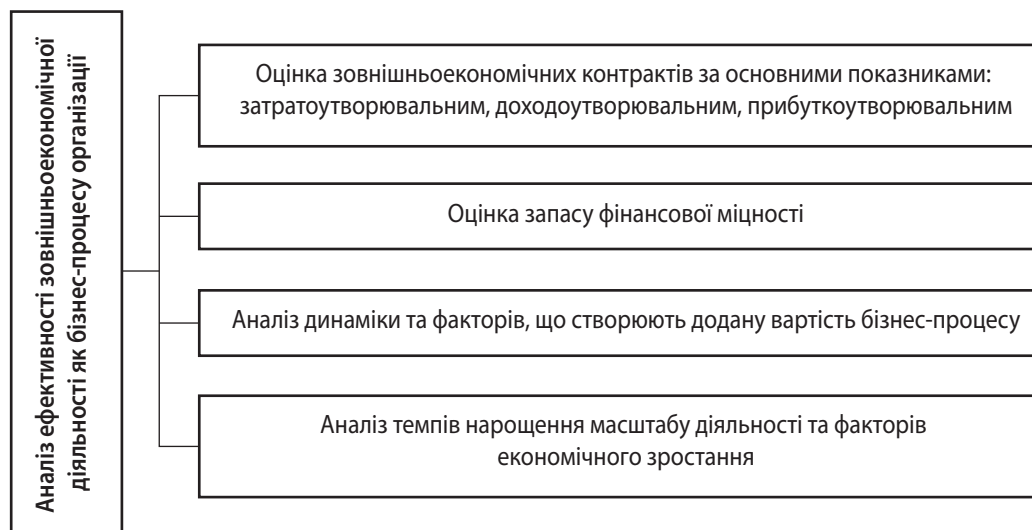 Аналіз ефективності зовнішньоекономічної
діяльності як бізнес-процесу організації
Оцінка зовнішньоекономічних контрактів за основними показниками:
затратоутворювальним, доходоутворювальним, прибуткоутворювальним
Оцінка запасу фінансової міцності
Аналіз динаміки та факторів, що створюють додану вартість бізнес-процесу
Аналіз темпів нарощення масштабу діяльності та факторів
економічного зростання